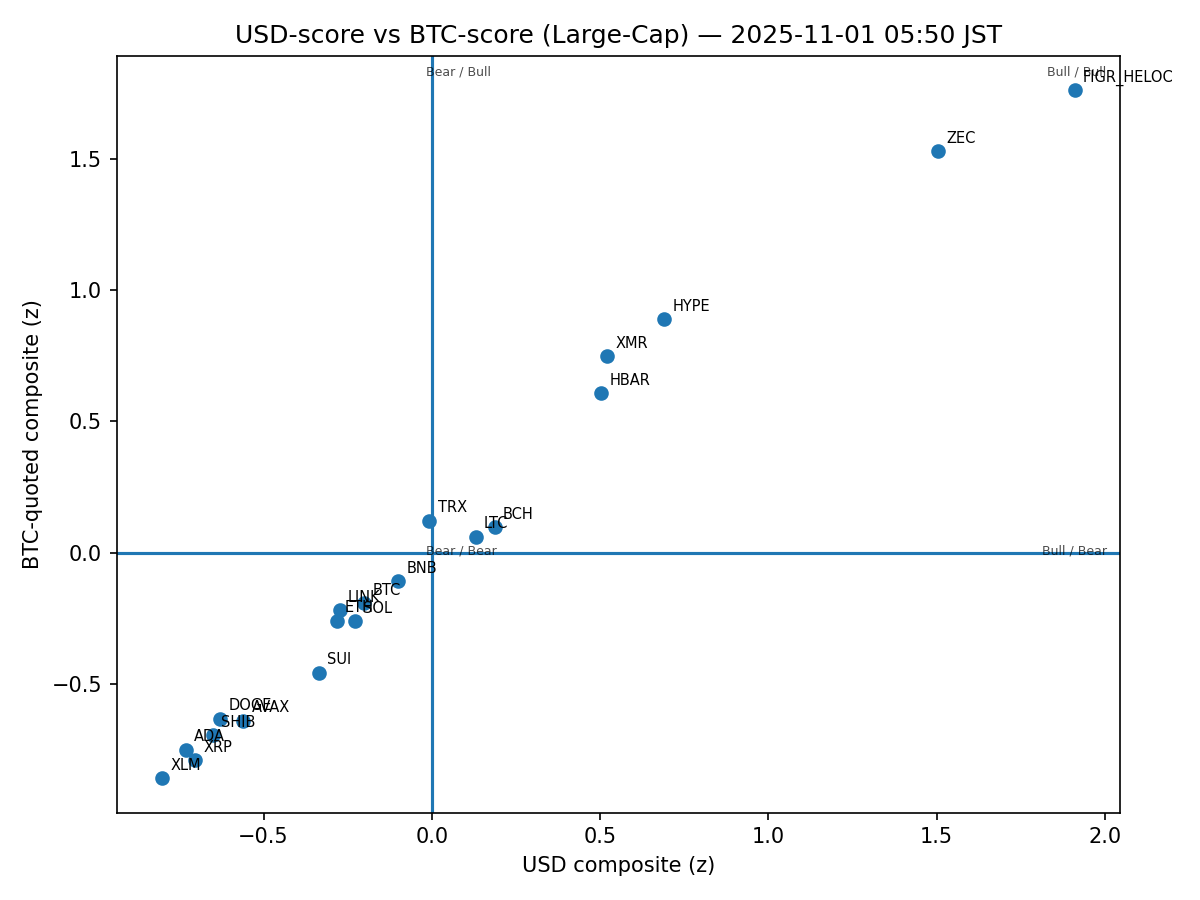 USD-score vs BTC-score (Large-Cap) — 2025-11-01 05:50 JST
Bear / Bull
Bull / Bull
FIGR_HELOC
ZEC
HYPE
XMR
HBAR
TRX
BCH
LTC
Bear / Bear
Bull / Bear
BNB
BTC
LINK
ETH
SOL
SUI
DOGE
AVAX
SHIB
ADA
XRP
XLM
BTC-quoted composite (z)
1.5
1.0
0.5
0.0
−0.5
−0.5
0.0
0.5
1.0
1.5
2.0
USD composite (z)